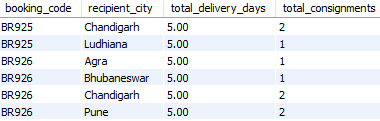 booking_code recipient_city total_delivery_days total_consignments
BR925 Chandigarh 5.00 2
BR925 Ludhiana 5.00 1
BR926 Agra 5.00 1
BR926 Bhubaneswar 5.00 1
BR926 Chandigarh 5.00 2
BR926 Pune 5.00 2